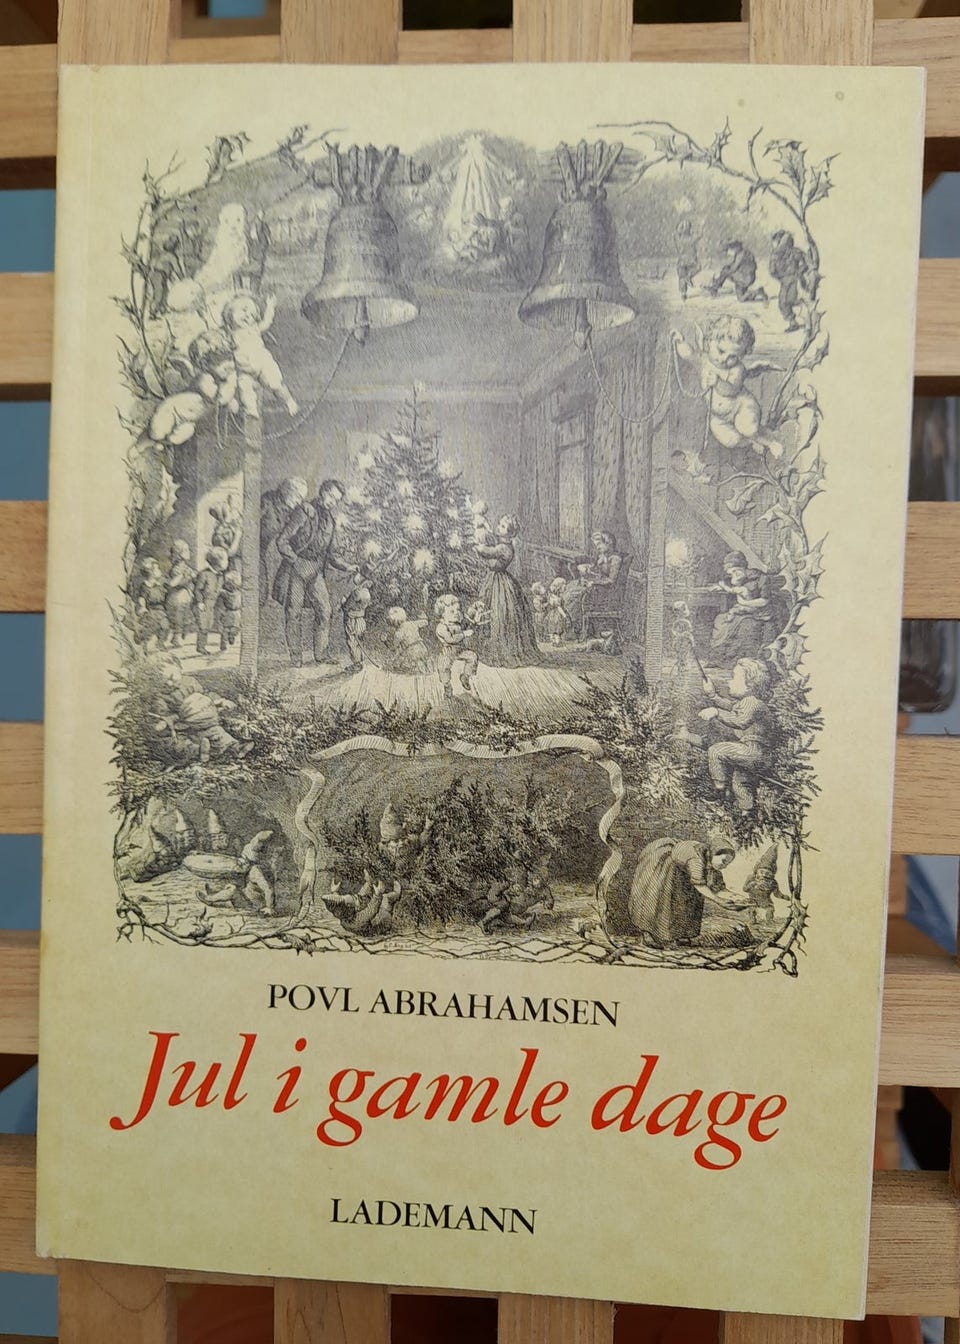 POVL ABRAHAMSEN
Jul i gamle dage
LADEMANN